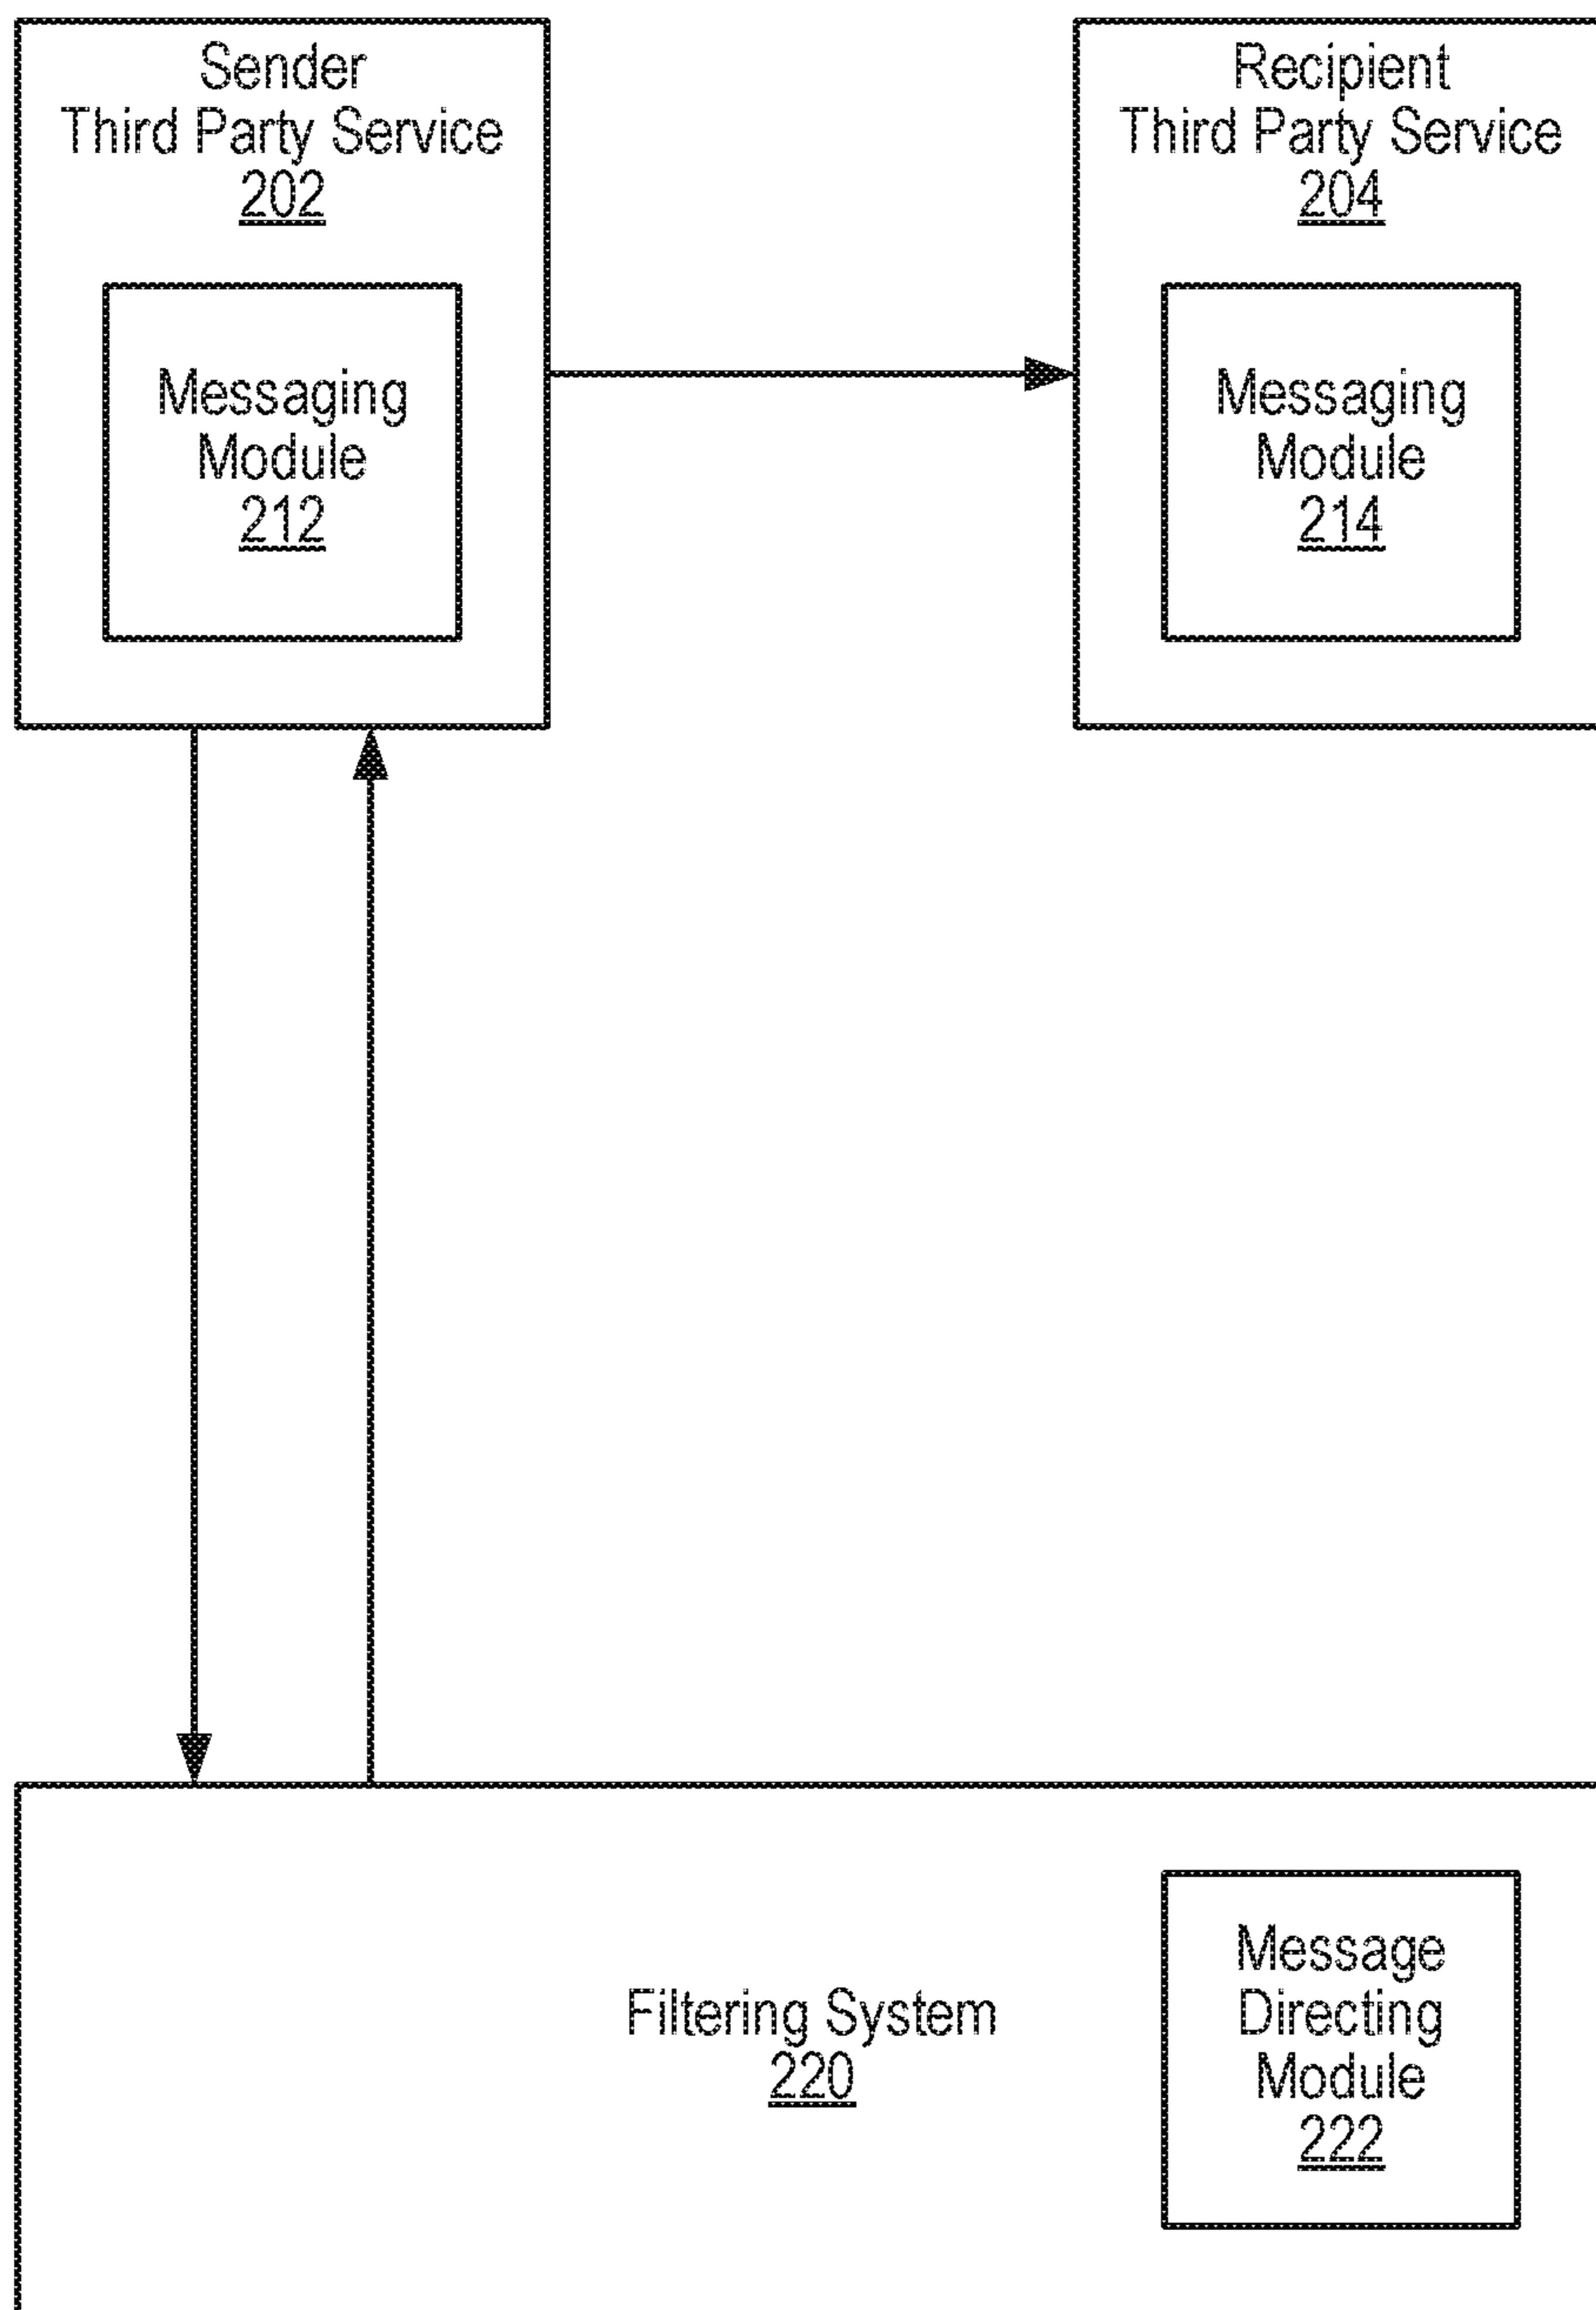 Sender
Third Party Service
202
Messaging
Module
212
Recipient
Third Party Service
204
Messaging
Module
214
Filtering System
220
Message
Directing
Module
222